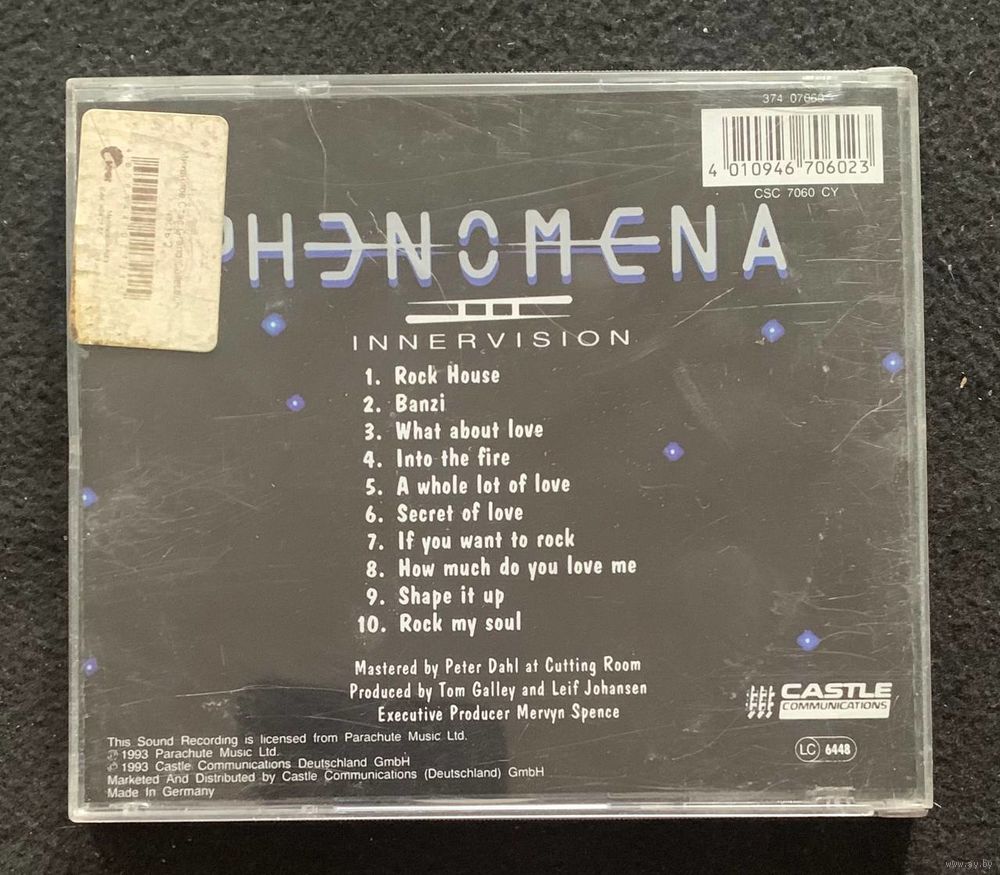 374 07060
4 010946 706023
CSC 7060 CY
PHENOMENA
III
INNERVISION
1. Rock House
2. Banzi
3. What about love
4. Into the fire
5. A whole lot of love
6. Secret of love
7. If you want to rock
8. How much do you love me
9. Shape it up
10. Rock my soul
Mastered by Peter Dahl at Cutting Room
Produced by Tom Galley and Leif Johansen
Executive Producer Mervyn Spence
CASTLE
COMMUNICATIONS
LC 6448
This Sound Recording is licensed from Parachute Music Ltd.
℗ 1993 Parachute Music Ltd.
© 1993 Castle Communications Deutschland GmbH
Marketed And Distributed by Castle Communications (Deutschland) GmbH
Made In Germany
www.ay.by